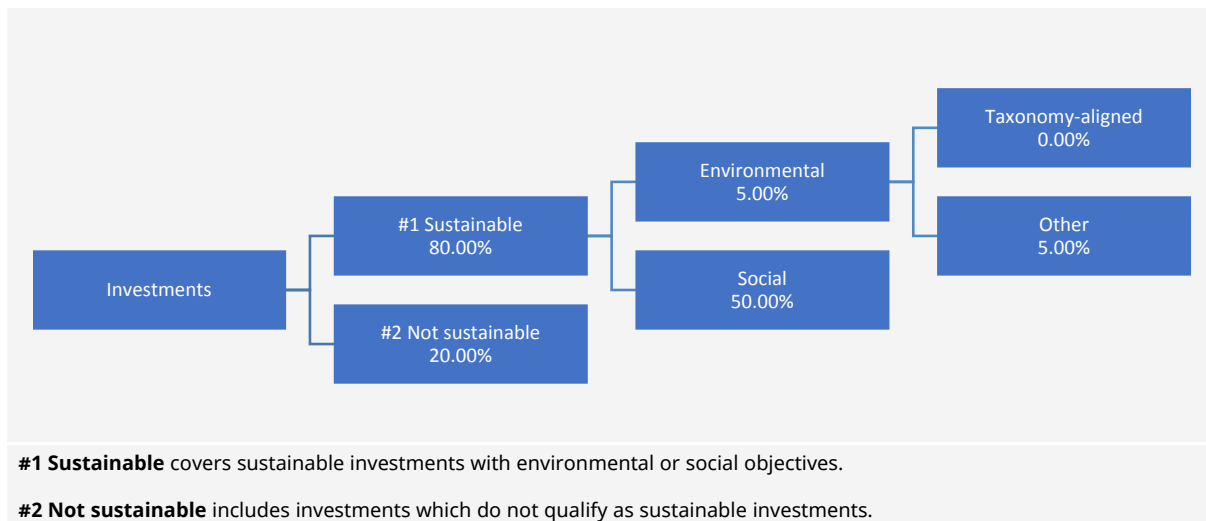 Investments
#1 Sustainable
80.00%
#2 Not sustainable
20.00%
Environmental
5.00%
Social
50.00%
Taxonomy-aligned
0.00%
Other
5.00%
#1 Sustainable covers sustainable investments with environmental or social objectives.
#2 Not sustainable includes investments which do not qualify as sustainable investments.